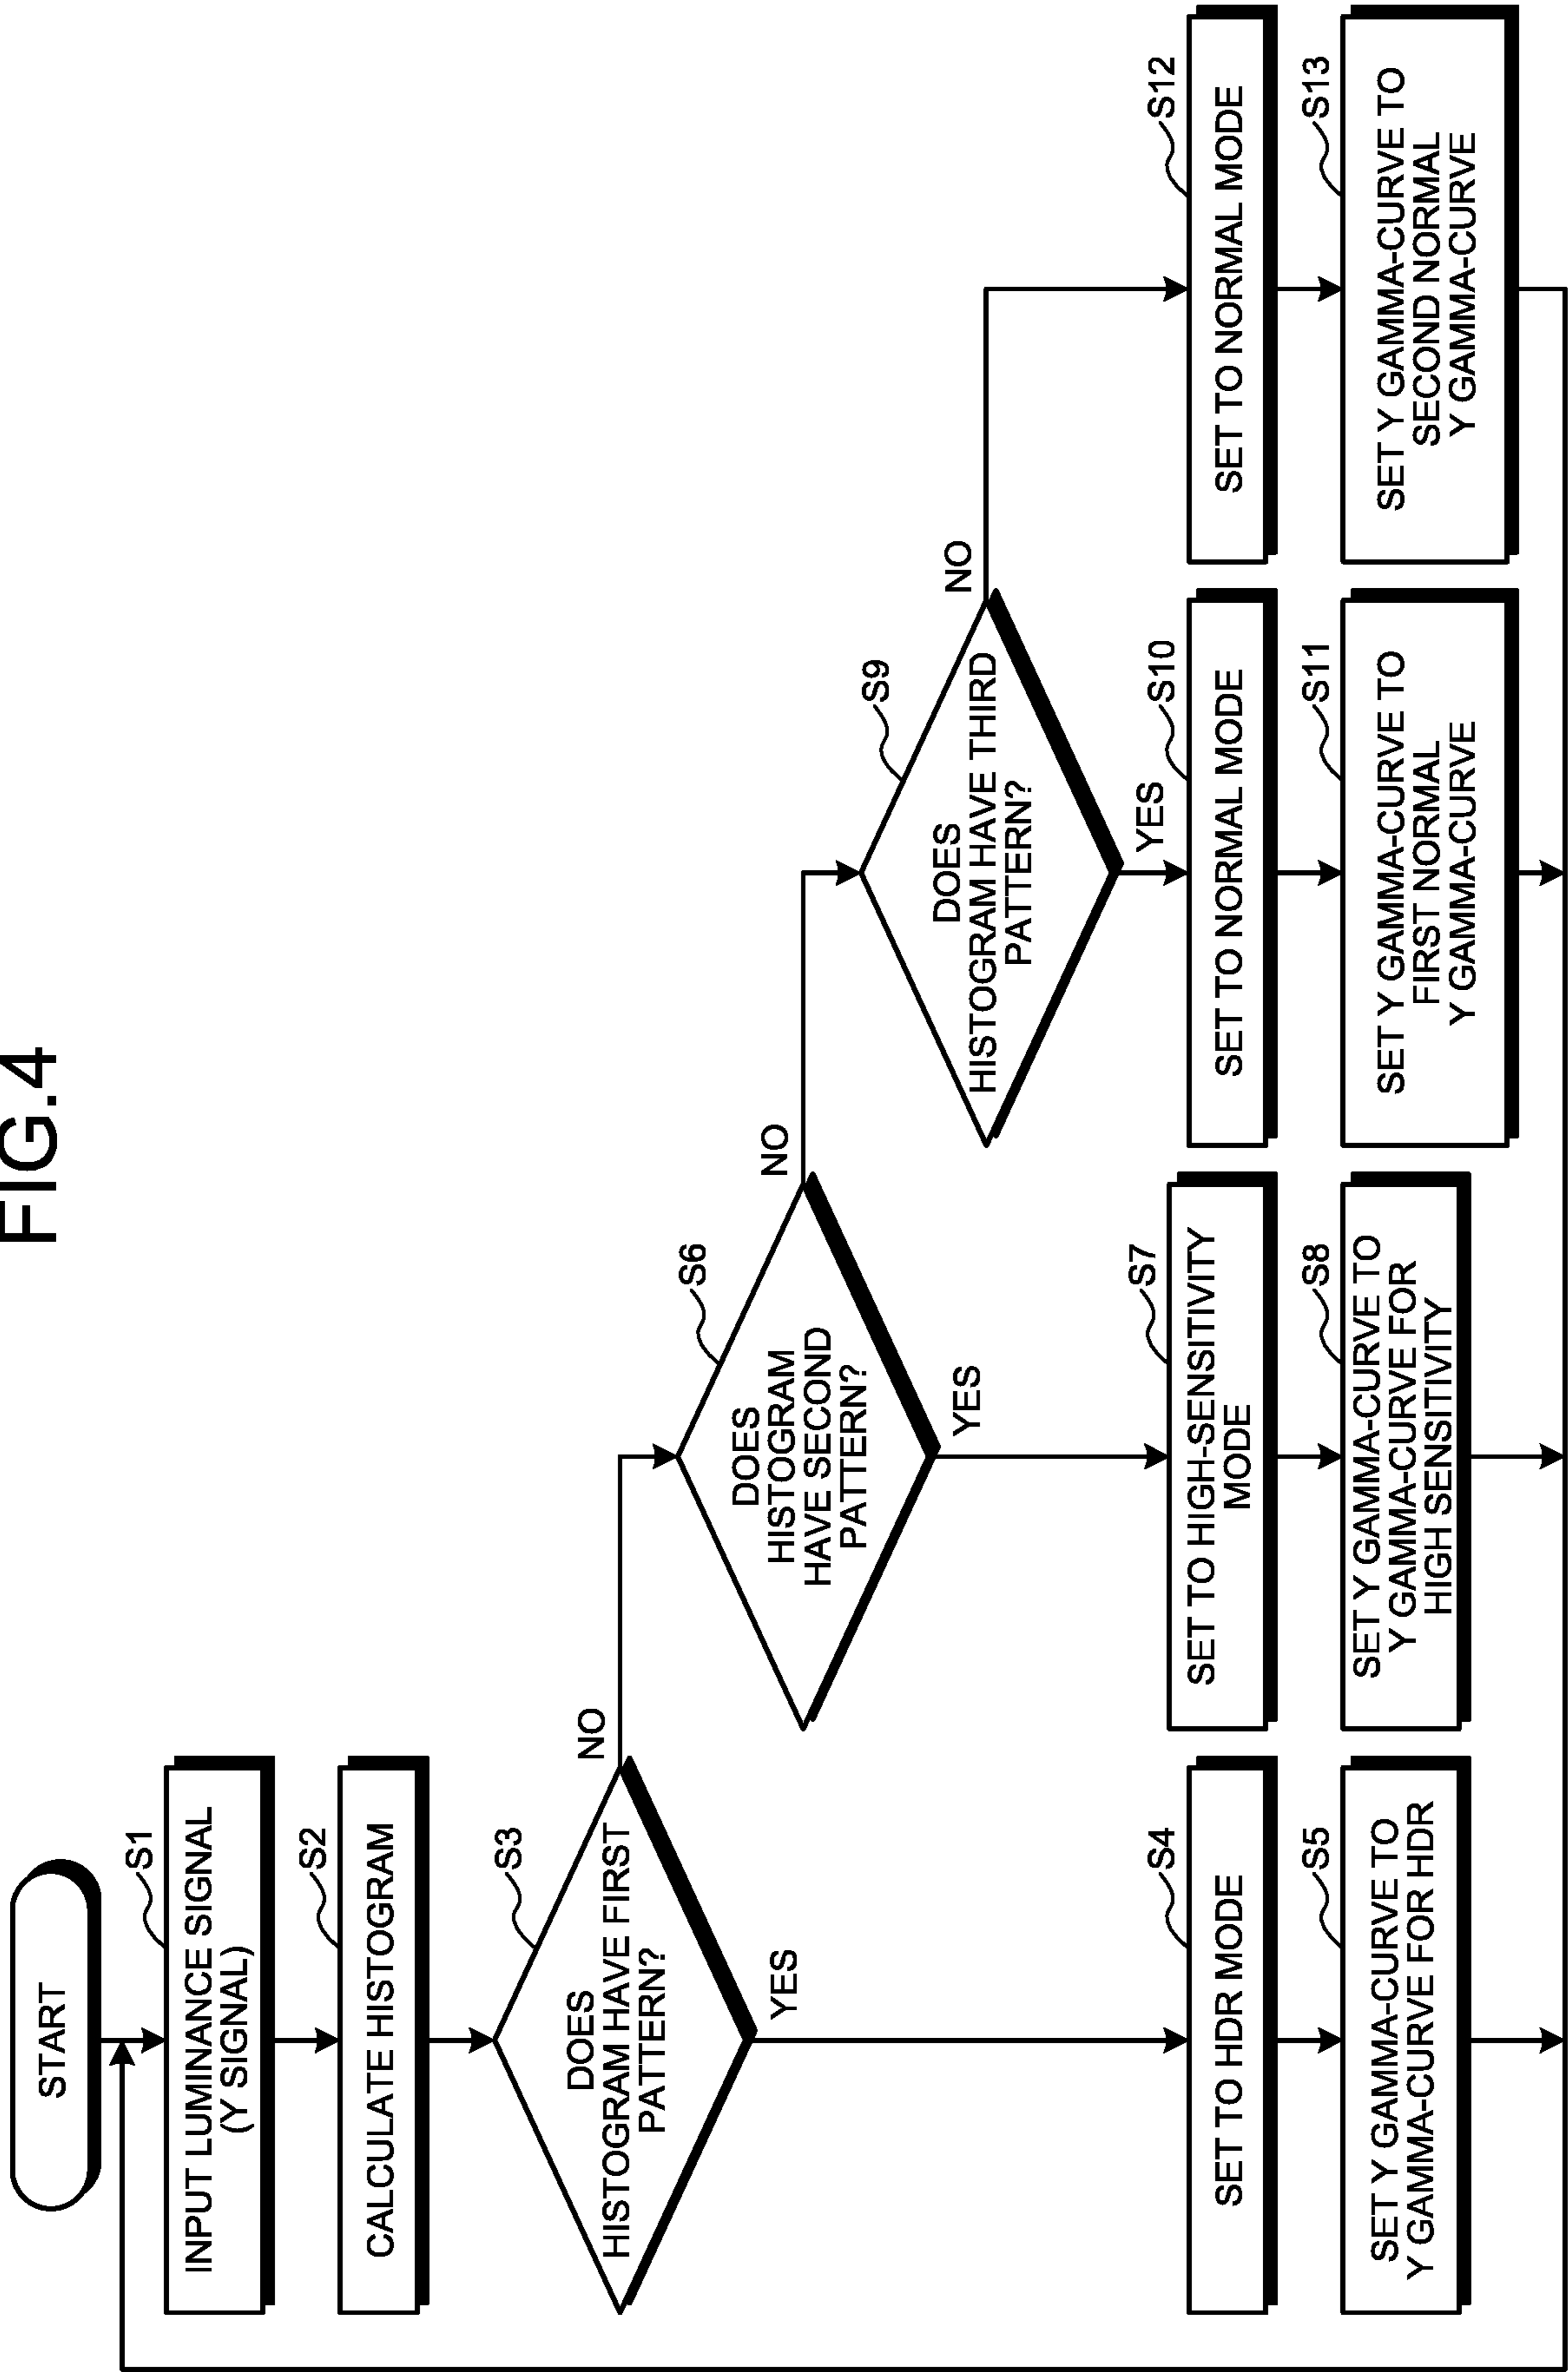 FIG.4
START
S1
INPUT LUMINANCE SIGNAL
(Y SIGNAL)
S2
CALCULATE HISTOGRAM
S3
DOES
HISTOGRAM HAVE FIRST
PATTERN?
NO
YES
S4
SET TO HDR MODE
S5
SET Y GAMMA-CURVE TO
Y GAMMA-CURVE FOR HDR
S6
DOES
HISTOGRAM
HAVE SECOND
PATTERN?
NO
YES
S7
SET TO HIGH-SENSITIVITY
MODE
S8
SET Y GAMMA-CURVE TO
Y GAMMA-CURVE FOR
HIGH SENSITIVITY
S9
DOES
HISTOGRAM HAVE THIRD
PATTERN?
NO
YES
S10
SET TO NORMAL MODE
S11
SET Y GAMMA-CURVE TO
FIRST NORMAL
Y GAMMA-CURVE
S12
SET TO NORMAL MODE
S13
SET Y GAMMA-CURVE TO
SECOND NORMAL
Y GAMMA-CURVE